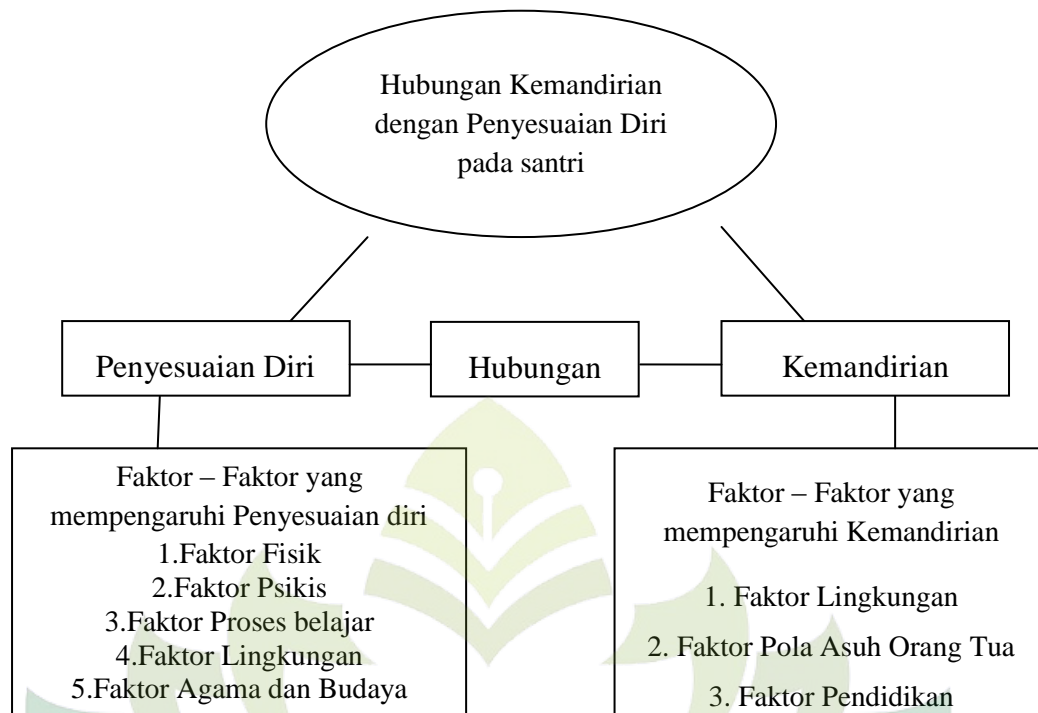 Hubungan Kemandirian
dengan Penyesuaian Diri
pada santri
Penyesuaian Diri
Hubungan
Kemandirian
Faktor – Faktor yang
mempengaruhi Penyesuaian diri
1.Faktor Fisik
2.Faktor Psikis
3.Faktor Proses belajar
4.Faktor Lingkungan
5.Faktor Agama dan Budaya
Faktor – Faktor yang
mempengaruhi Kemandirian
1. Faktor Lingkungan
2. Faktor Pola Asuh Orang Tua
3. Faktor Pendidikan